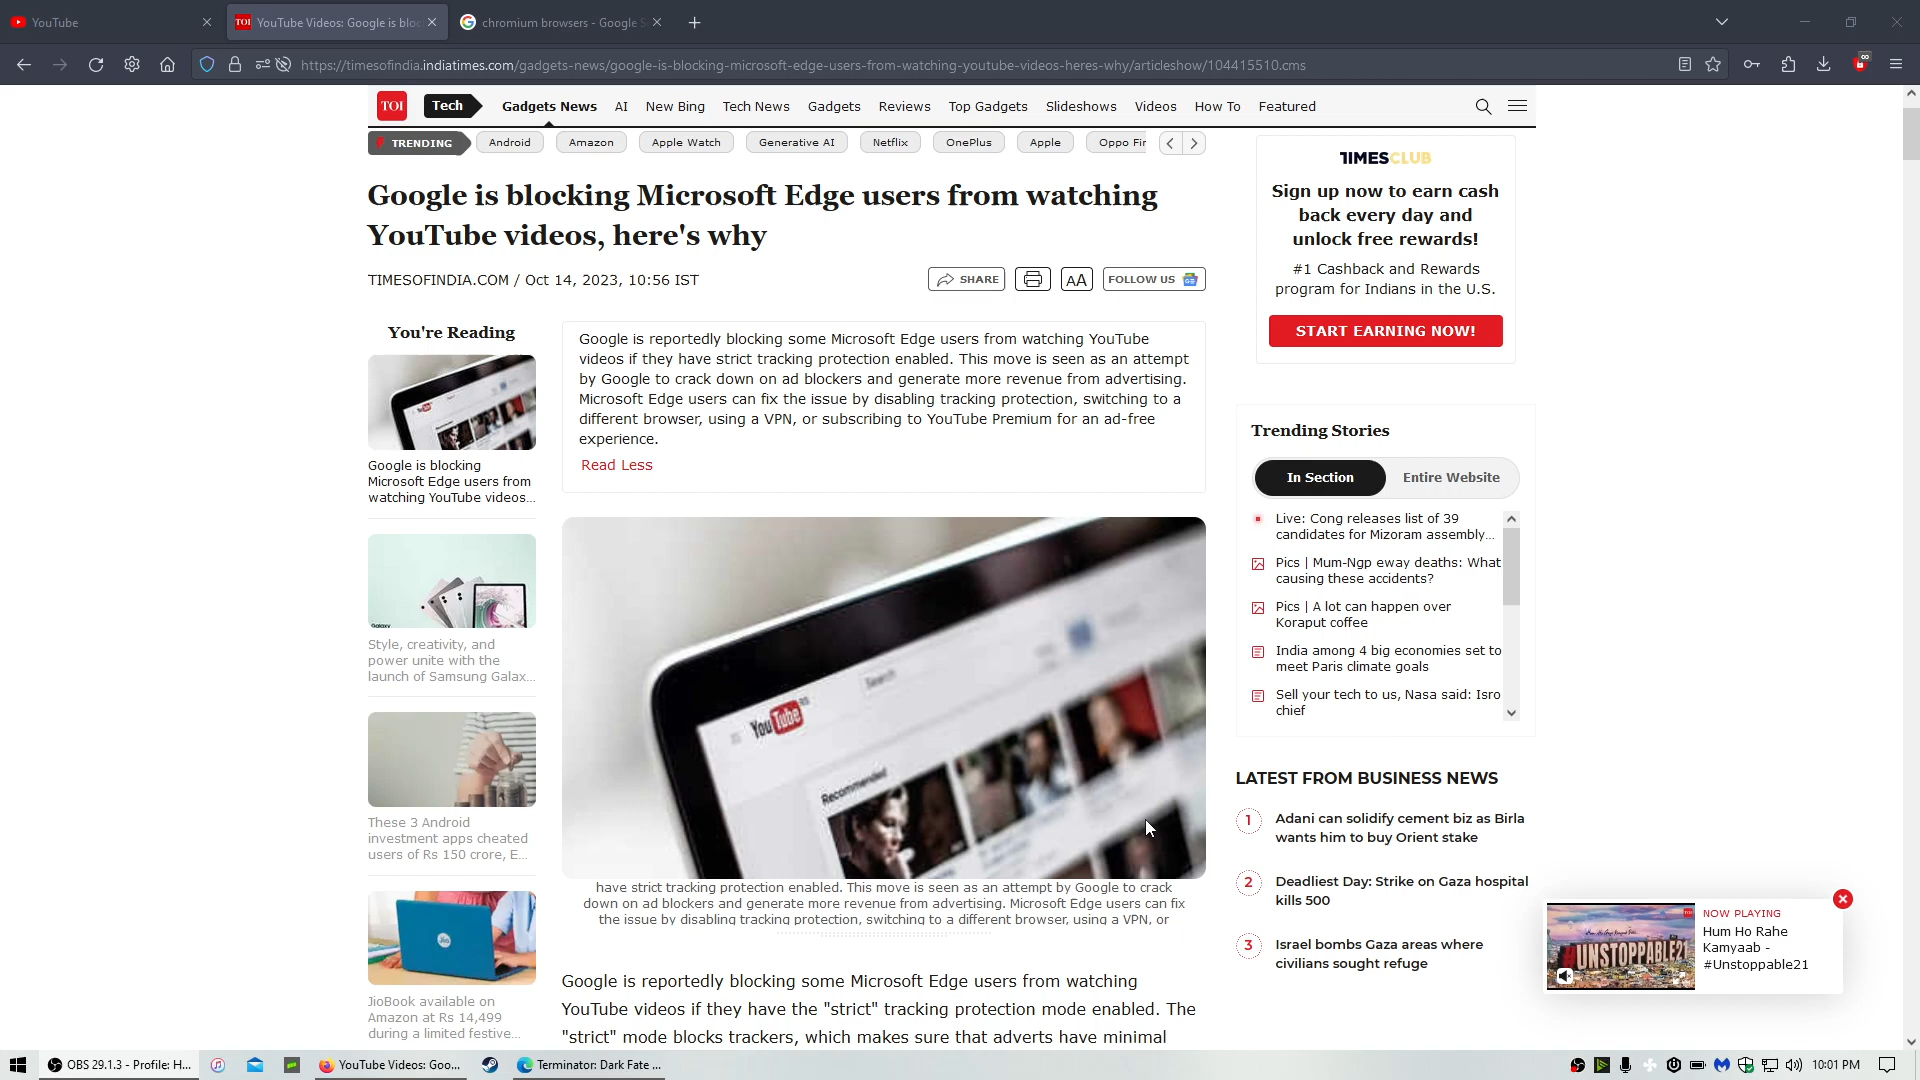 YouTube
TOI YouTube Videos: Google is bloc
chromium browsers - Google S
https://timesofindia.indiatimes.com/gadgets-news/google-is-blocking-microsoft-edge-users-from-watching-youtube-videos-heres-why/articleshow/104415510.cms
TOI Tech Gadgets News AI New Bing Tech News Gadgets Reviews Top Gadgets Slideshows Videos How To Featured
TRENDING Android Amazon Apple Watch Generative AI Netflix OnePlus Apple Oppo Fin
Google is blocking Microsoft Edge users from watching
YouTube videos, here's why
TIMESOFINDIA.COM / Oct 14, 2023, 10:56 IST
SHARE
AA
FOLLOW US
You're Reading
Google is blocking
Microsoft Edge users from
watching YouTube videos...
Galaxy
Style, creativity, and
power unite with the
launch of Samsung Galax...
These 3 Android
investment apps cheated
users of Rs 150 crore, E...
Jio
JioBook available on
Amazon at Rs 14,499
during a limited festive...
Google is reportedly blocking some Microsoft Edge users from watching YouTube
videos if they have strict tracking protection enabled. This move is seen as an attempt
by Google to crack down on ad blockers and generate more revenue from advertising.
Microsoft Edge users can fix the issue by disabling tracking protection, switching to a
different browser, using a VPN, or subscribing to YouTube Premium for an ad-free
experience.
Read Less
Search
YouTube RS
Recommended
have strict tracking protection enabled. This move is seen as an attempt by Google to crack
down on ad blockers and generate more revenue from advertising. Microsoft Edge users can fix
the issue by disabling tracking protection, switching to a different browser, using a VPN, or
Google is reportedly blocking some Microsoft Edge users from watching
YouTube videos if they have the "strict" tracking protection mode enabled. The
"strict" mode blocks trackers, which makes sure that adverts have minimal
TIMESCLUB
Sign up now to earn cash
back every day and
unlock free rewards!
#1 Cashback and Rewards
program for Indians in the U.S.
START EARNING NOW!
Trending Stories
In Section Entire Website
Live: Cong releases list of 39
candidates for Mizoram assembly...
Pics | Mum-Ngp eway deaths: What
causing these accidents?
Pics | A lot can happen over
Koraput coffee
India among 4 big economies set to
meet Paris climate goals
Sell your tech to us, Nasa said: Isro
chief
LATEST FROM BUSINESS NEWS
1 Adani can solidify cement biz as Birla
wants him to buy Orient stake
2 Deadliest Day: Strike on Gaza hospital
kills 500
3 Israel bombs Gaza areas where
civilians sought refuge
#UNSTOPPABLE21
NOW PLAYING
Hum Ho Rahe
Kamyaab -
#Unstoppable21
OBS 29.1.3 - Profile: H...
YouTube Videos: Goo...
Terminator: Dark Fate ...
10:01 PM